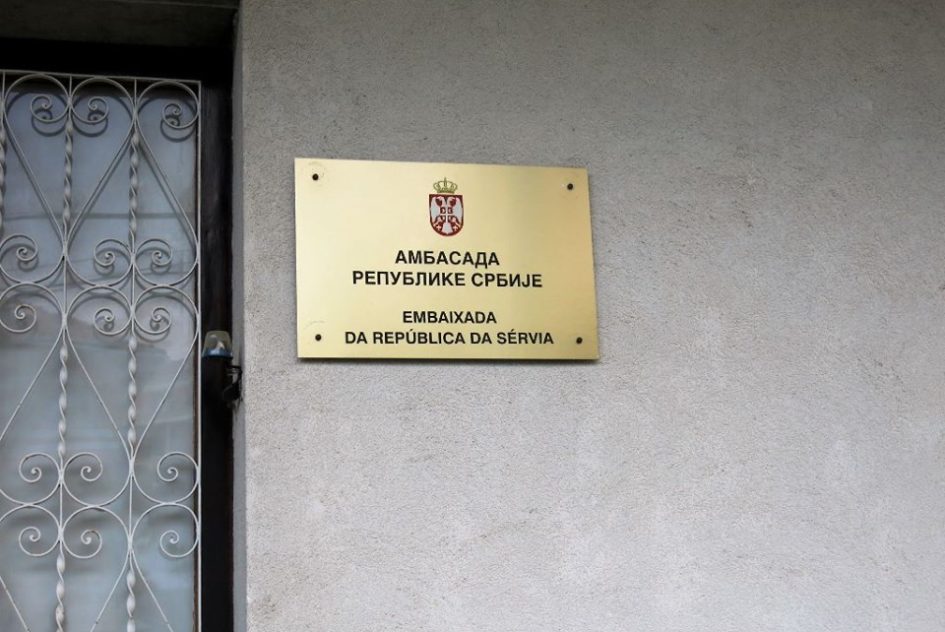 АМБАСАДА
РЕПУБЛИКЕ СРБИЈЕ
EMBAIXADA
DA REPÚBLICA DA SÉRVIA